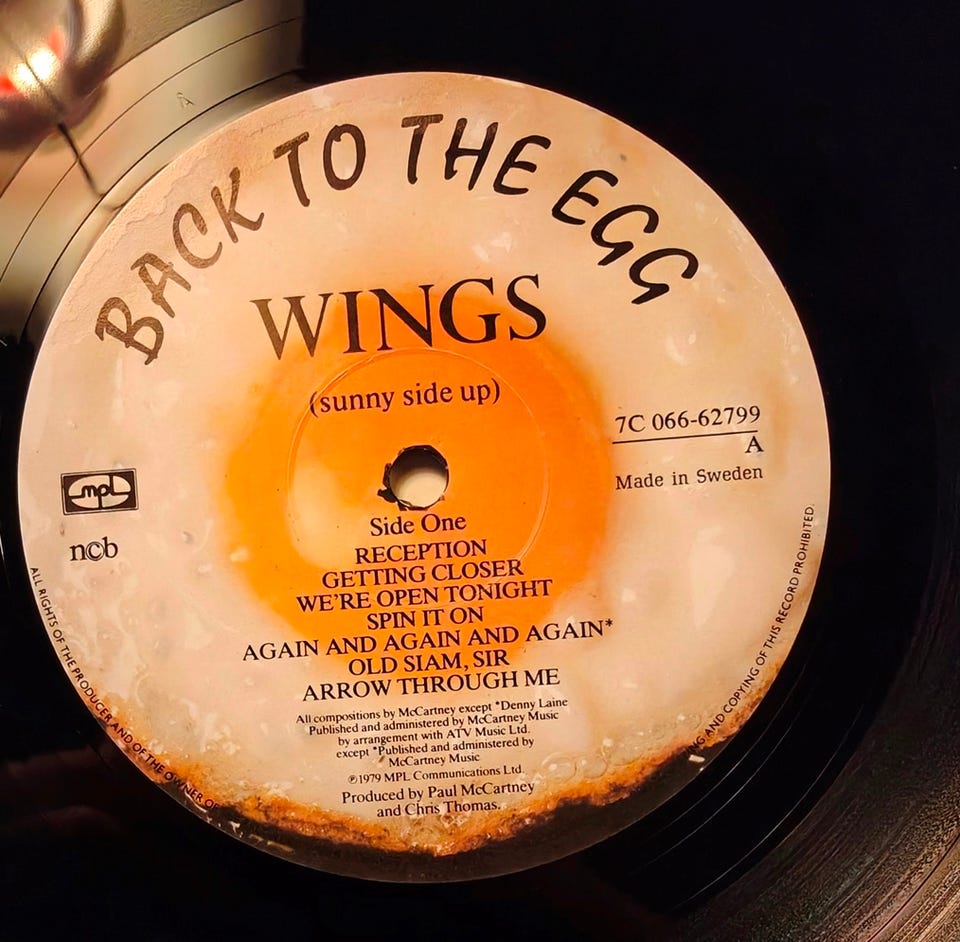 BACK TO THE EGG
WINGS
(sunny side up)
7C 066-62799
A
Made in Sweden
mpl
n©b
Side One
RECEPTION
GETTING CLOSER
WE'RE OPEN TONIGHT
SPIN IT ON
AGAIN AND AGAIN AND AGAIN*
OLD SIAM, SIR
ARROW THROUGH ME
All compositions by McCartney except *Denny Laine
Published and administered by McCartney Music
by arrangement with ATV Music Ltd.
except *Published and administered by
McCartney Music
℗1979 MPL Communications Ltd
Produced by Paul McCartney
and Chris Thomas.
ALL RIGHTS OF THE PRODUCER AND OF THE OWNER OF
AND COPYING OF THIS RECORD PROHIBITED.
A